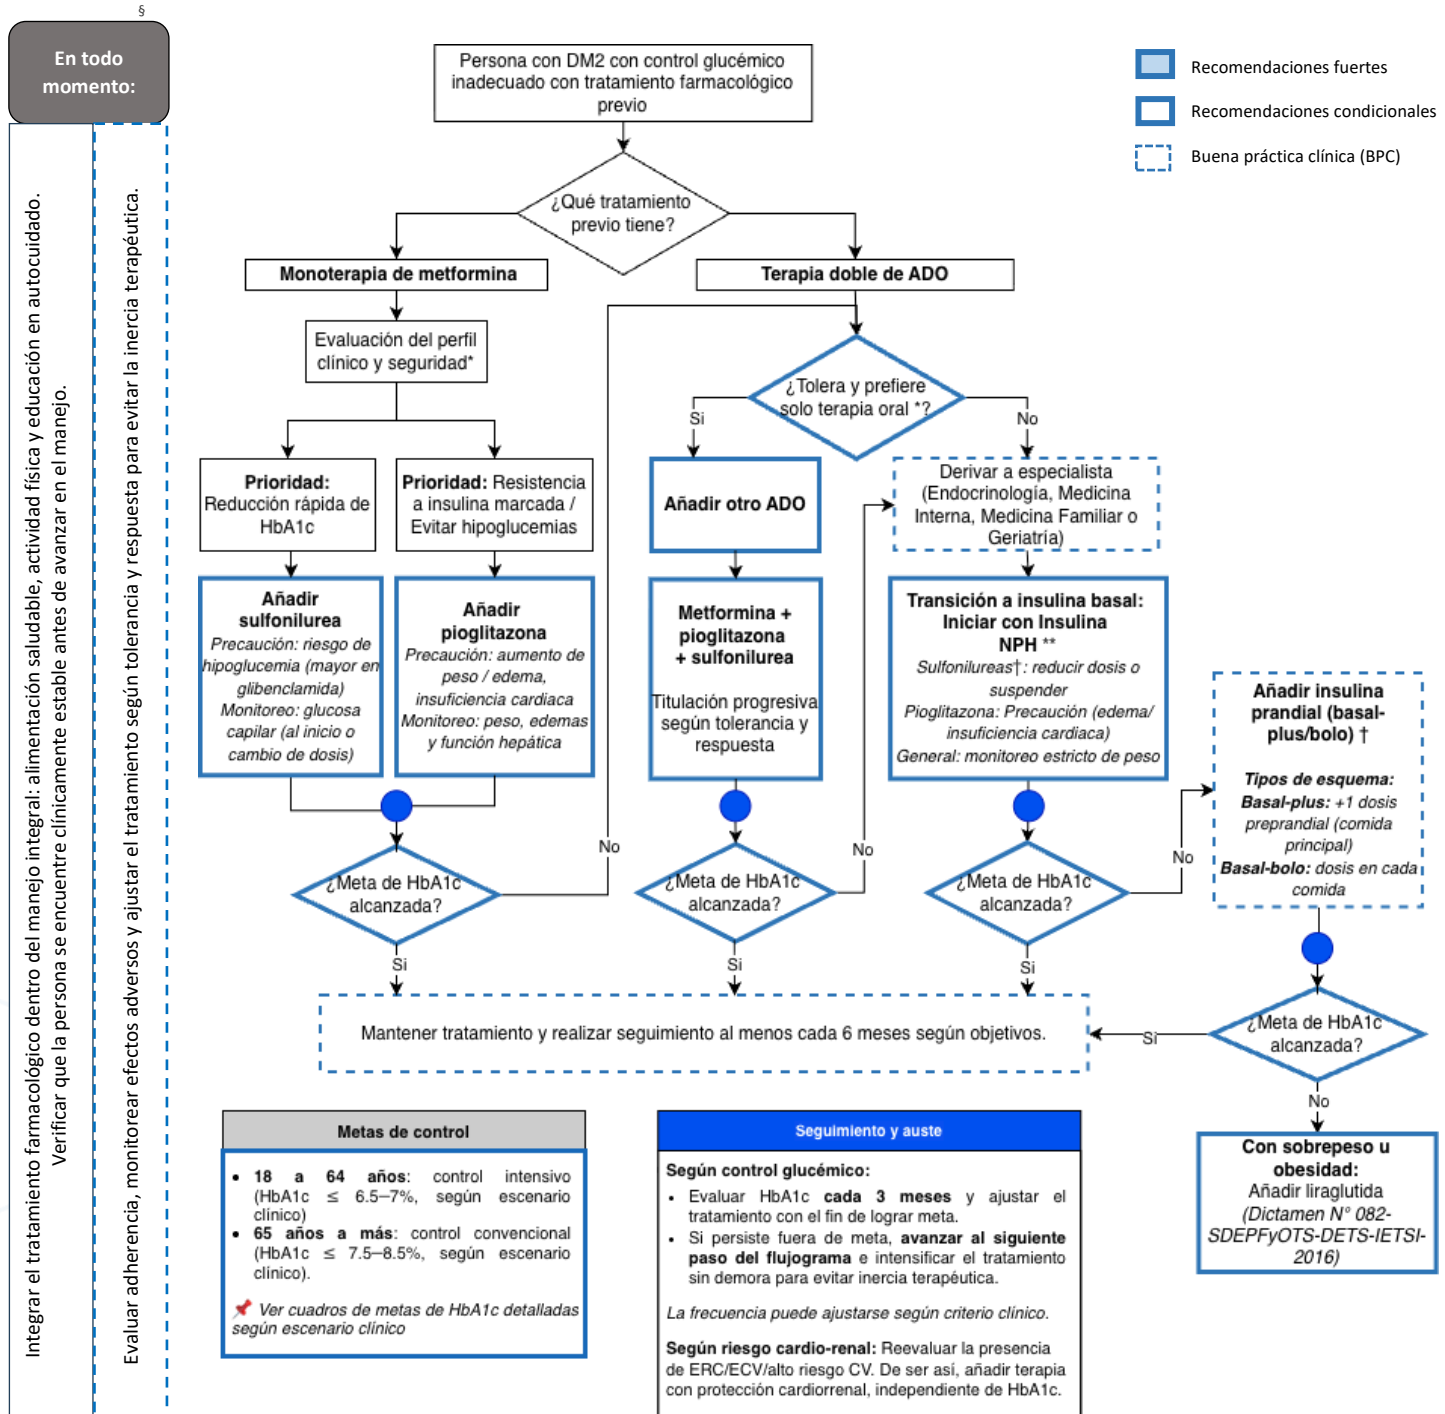 §
En todo
momento:
Integrar el tratamiento farmacológico dentro del manejo integral: alimentación saludable, actividad física y educación en autocuidado.
Verificar que la persona se encuentre clínicamente estable antes de avanzar en el manejo.
Evaluar adherencia, monitorear efectos adversos y ajustar el tratamiento según tolerancia y respuesta para evitar la inercia terapéutica.
Persona con DM2 con control glucémico
inadecuado con tratamiento farmacológico
previo
Recomendaciones fuertes
Recomendaciones condicionales
Buena práctica clínica (BPC)
¿Qué tratamiento
previo tiene?
Monoterapia de metformina
Terapia doble de ADO
Evaluación del perfil
clínico y seguridad*
¿Tolera y prefiere
solo terapia oral *?
Si
No
Prioridad:
Reducción rápida de
HbA1c
Prioridad: Resistencia
a insulina marcada /
Evitar hipoglucemias
Añadir otro ADO
Derivar a especialista
(Endocrinología, Medicina
Interna, Medicina Familiar o
Geriatría)
Añadir
sulfonilurea
Precaución: riesgo de
hipoglucemia (mayor en
glibenclamida)
Monitoreo: glucosa
capilar (al inicio o
cambio de dosis)
Añadir
pioglitazona
Precaución: aumento de
peso / edema,
insuficiencia cardiaca
Monitoreo: peso, edemas
y función hepática
Metformina +
pioglitazona
+ sulfonilurea
Titulación progresiva
según tolerancia y
respuesta
Transición a insulina basal:
Iniciar con Insulina
NPH **
Sulfonilureas†: reducir dosis o
suspender
Pioglitazona: Precaución (edema/
insuficiencia cardiaca)
General: monitoreo estricto de peso
Añadir insulina
prandial (basal-
plus/bolo) †
Tipos de esquema:
Basal-plus: +1 dosis
preprandial (comida
principal)
Basal-bolo: dosis en cada
comida
¿Meta de HbA1c
alcanzada?
No
Si
¿Meta de HbA1c
alcanzada?
No
Si
¿Meta de HbA1c
alcanzada?
No
Si
Mantener tratamiento y realizar seguimiento al menos cada 6 meses según objetivos.
Si
¿Meta de HbA1c
alcanzada?
No
Con sobrepeso u
obesidad:
Añadir liraglutida
(Dictamen N° 082-
SDEPFyOTS-DETS-IETSI-
2016)
Metas de control
• 18 a 64 años: control intensivo
(HbA1c ≤ 6.5–7%, según escenario
clínico)
• 65 años a más: control convencional
(HbA1c ≤ 7.5–8.5%, según escenario
clínico).
📌 Ver cuadros de metas de HbA1c detalladas
según escenario clínico
Seguimiento y auste
Según control glucémico:
• Evaluar HbA1c cada 3 meses y ajustar el
tratamiento con el fin de lograr meta.
• Si persiste fuera de meta, avanzar al siguiente
paso del flujograma e intensificar el tratamiento
sin demora para evitar inercia terapéutica.
La frecuencia puede ajustarse según criterio clínico.
Según riesgo cardio-renal: Reevaluar la presencia
de ERC/ECV/alto riesgo CV. De ser así, añadir terapia
con protección cardiorrenal, independiente de HbA1c.